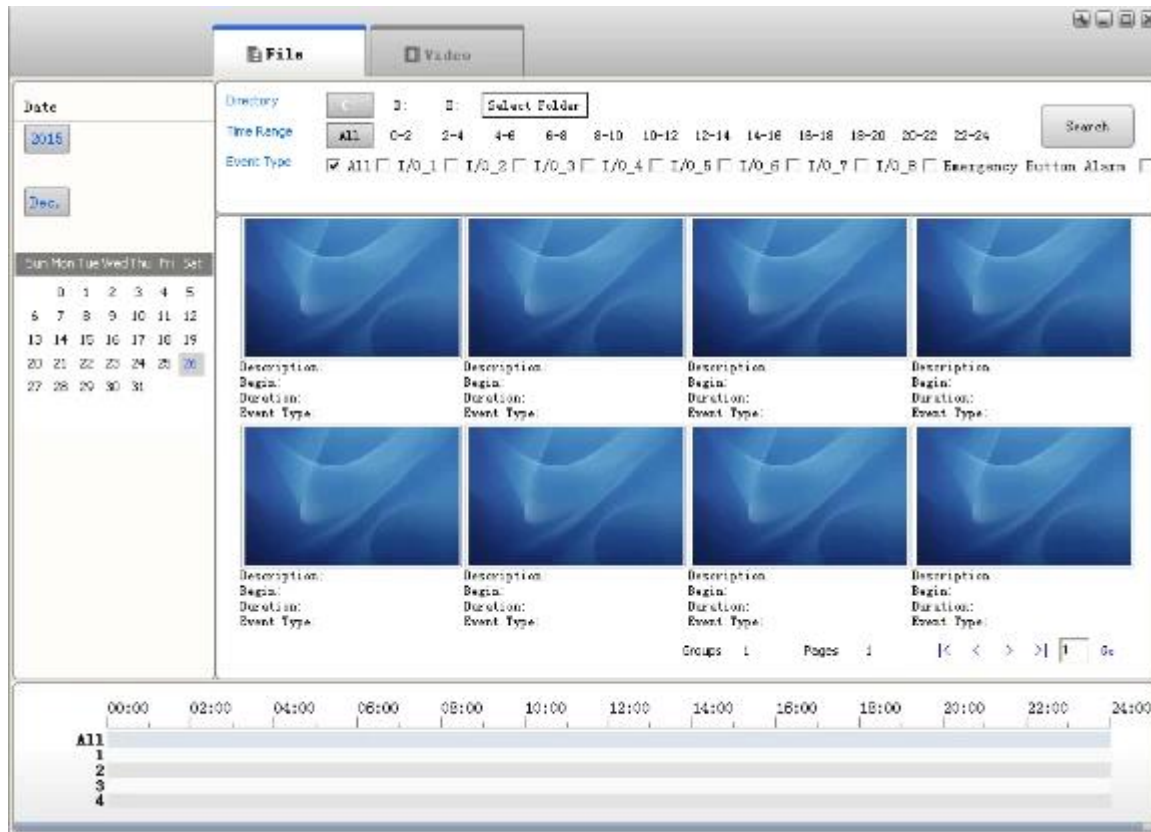 File Video
Date
2015
Dec.
Sun Mon Tue Wed Thu Fri Sat
0 1 2 3 4 5
6 7 8 9 10 11 12
13 14 15 16 17 18 19
20 21 22 23 24 25 26
27 28 29 30 31
Directory C: D: E: Select Folder
Time Range All 0-2 2-4 4-6 6-8 8-10 10-12 12-14 14-16 16-18 18-20 20-22 22-24
Search
Event Type All I/O_1 I/O_2 I/O_3 I/O_4 I/O_5 I/O_6 I/O_7 I/O_8 Emergency Button Alarm
Description: Description: Description: Description:
Begin: Begin: Begin: Begin:
Duration: Duration: Duration: Duration:
Event Type: Event Type: Event Type: Event Type:
Description: Description: Description: Description:
Begin: Begin: Begin: Begin:
Duration: Duration: Duration: Duration:
Event Type: Event Type: Event Type: Event Type:
Groups 1 Pages 1 |< < > >| 1 Go
00:00 02:00 04:00 06:00 08:00 10:00 12:00 14:00 16:00 18:00 20:00 22:00 24:00
All
1
2
3
4